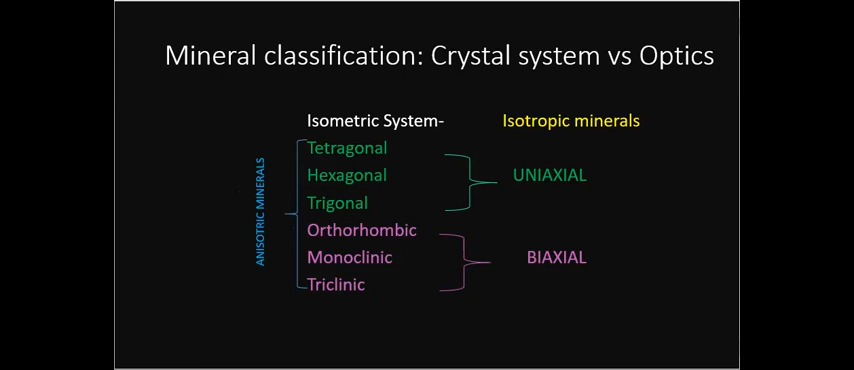 Mineral classification: Crystal system vs Optics
Isometric System- Isotropic minerals
Tetragonal
Hexagonal UNIAXIAL
Trigonal
ANISOTRIC MINERALS
Orthorhombic
Monoclinic BIAXIAL
Triclinic